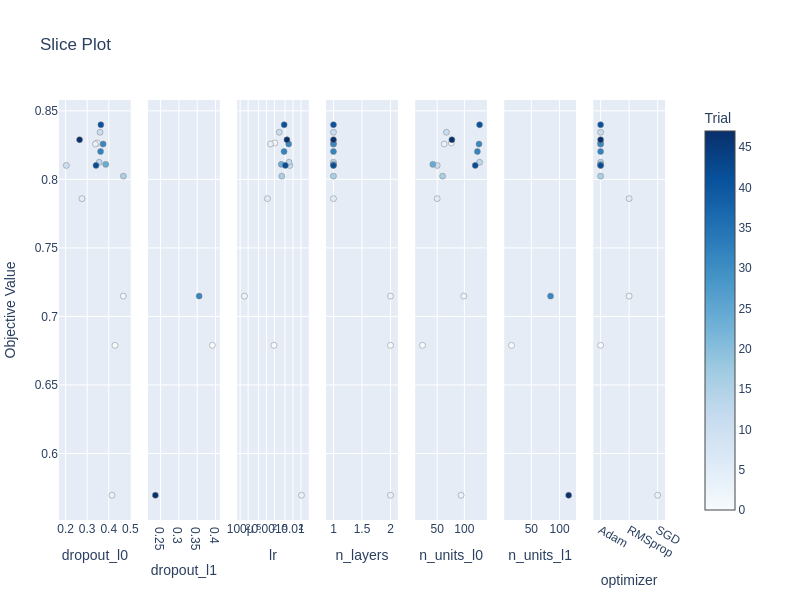 Slice Plot
Trial
Objective Value
0.85
0.8
0.75
0.7
0.65
0.6
45
40
35
30
25
20
15
10
5
0
0.2 0.3 0.4 0.5
dropout_l0
0.25 0.3 0.35 0.4
dropout_l1
lr
1 1.5 2
n_layers
50 100
n_units_l0
50 100
n_units_l1
Adam RMSprop SGD
optimizer